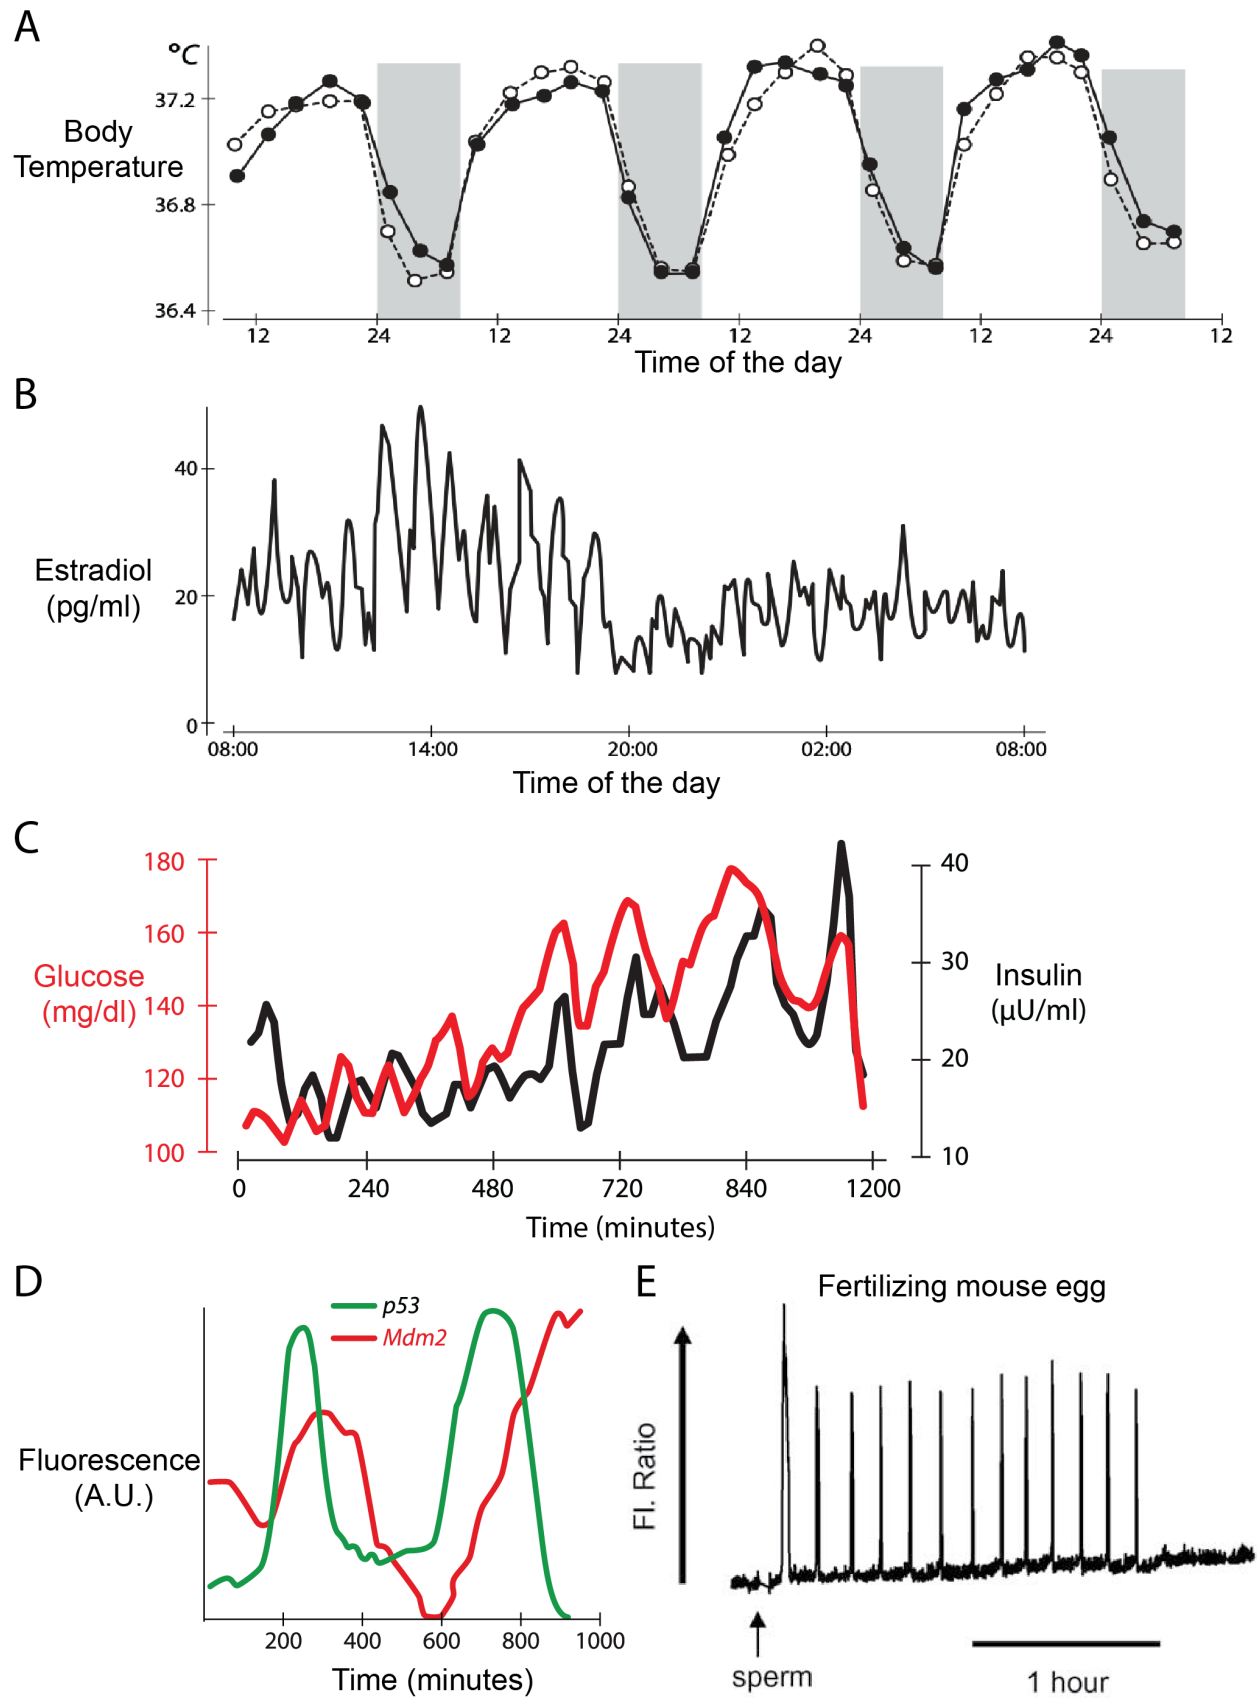 A
°C
37.2
36.8
36.4
Body
Temperature
12 24 12 24 12 24 12 24 12
Time of the day
B
40
20
0
Estradiol
(pg/ml)
08:00 14:00 20:00 02:00 08:00
Time of the day
C
180
160
140
120
100
Glucose
(mg/dl)
40
30
20
10
Insulin
(µU/ml)
0 240 480 720 840 1200
Time (minutes)
D
p53
Mdm2
Fluorescence
(A.U.)
200 400 600 800 1000
Time (minutes)
E
Fertilizing mouse egg
Fl. Ratio
sperm
1 hour